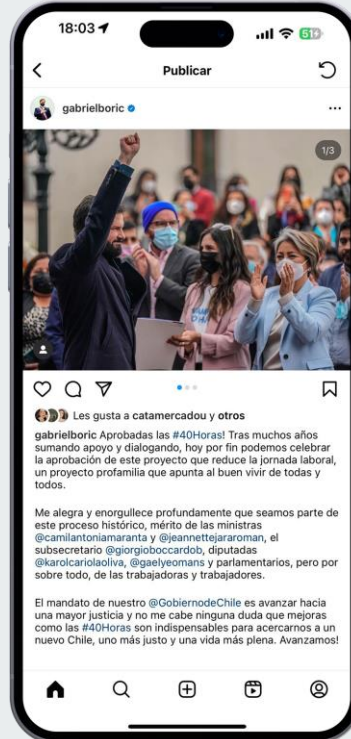 18:03
51
Publicar
gabrielboric
1/3
Les gusta a catamercadou y otros
gabrielboric Aprobadas las #40Horas! Tras muchos años
sumando apoyo y dialogando, hoy por fin podemos celebrar
la aprobación de este proyecto que reduce la jornada laboral,
un proyecto profamilia que apunta al buen vivir de todas y
todos.
Me alegra y enorgullece profundamente que seamos parte de
este proceso histórico, mérito de las ministras
@camilantoniamaranta y @jeannettejararoman, el
subsecretario @giorgioboccardob, diputadas
@karolcariolaoliva, @gaelyeomans y parlamentarios, pero por
sobre todo, de las trabajadoras y trabajadores.
El mandato de nuestro @GobiernodeChile es avanzar hacia
una mayor justicia y no me cabe ninguna duda que mejoras
como las #40Horas son indispensables para acercarnos a un
nuevo Chile, uno más justo y una vida más plena. Avanzamos!